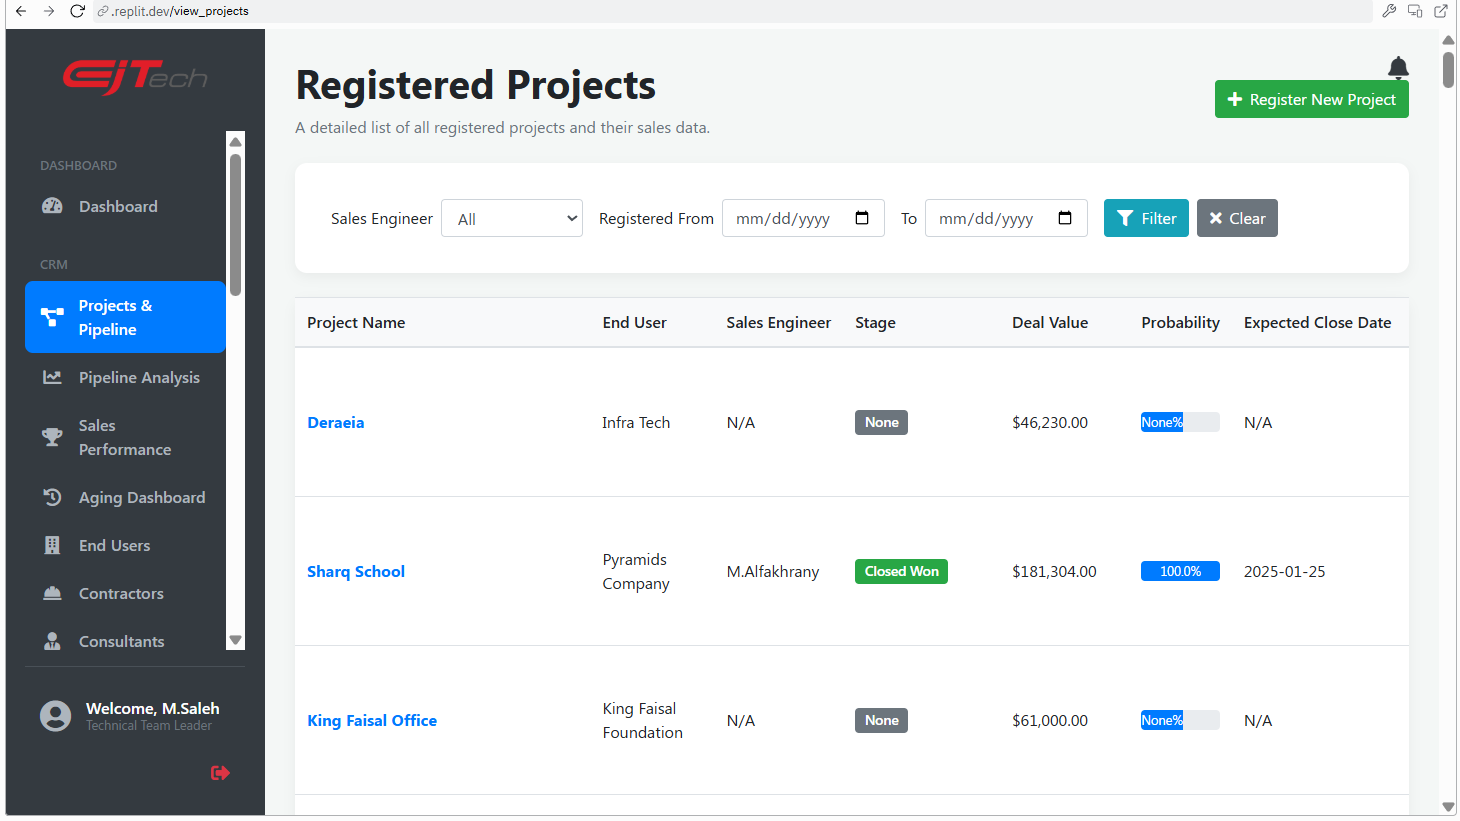 .replit.dev/view_projects
EJTech
DASHBOARD
Dashboard
CRM
Projects &
Pipeline
Pipeline Analysis
Sales
Performance
Aging Dashboard
End Users
Contractors
Consultants
Welcome, M.Saleh
Technical Team Leader
Registered Projects
Register New Project
A detailed list of all registered projects and their sales data.
Sales Engineer All Registered From mm/dd/yyyy To mm/dd/yyyy Filter Clear
Project Name End User Sales Engineer Stage Deal Value Probability Expected Close Date
Deraeia Infra Tech N/A None $46,230.00 None% N/A
Sharq School Pyramids
Company M.Alfakhrany Closed Won $181,304.00 100.0% 2025-01-25
King Faisal Office King Faisal
Foundation N/A None $61,000.00 None% N/A